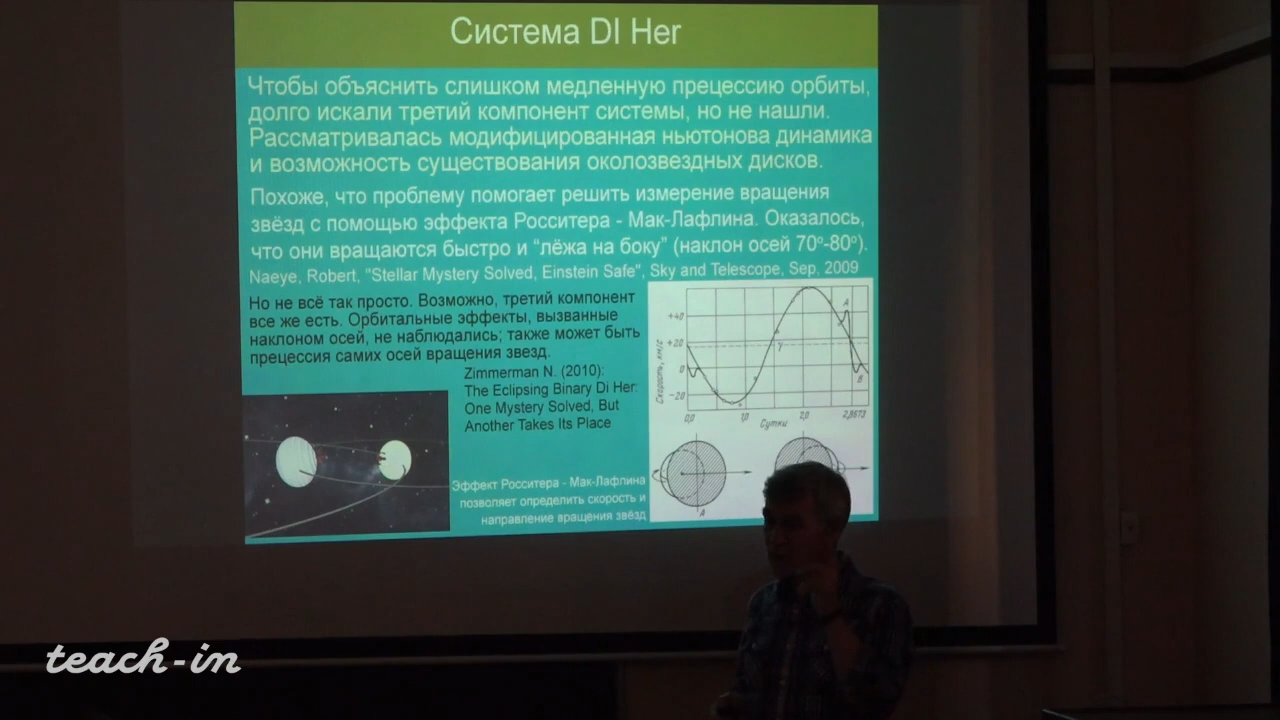 Система DI Her
Чтобы объяснить слишком медленную прецессию орбиты,
долго искали третий компонент системы, но не нашли.
Рассматривалась модифицированная ньютонова динамика
и возможность существования околозвездных дисков.
Похоже, что проблему помогает решить измерение вращения
звёзд с помощью эффекта Росситера - Мак-Лафлина. Оказалось,
что они вращаются быстро и “лёжа на боку” (наклон осей 70°-80°).
Naeye, Robert, "Stellar Mystery Solved, Einstein Safe", Sky and Telescope, Sep. 2009
Но не всё так просто. Возможно, третий компонент
все же есть. Орбитальные эффекты, вызванные
наклоном осей, не наблюдались; также может быть
прецессия самих осей вращения звезд.
Zimmerman N. (2010):
The Eclipsing Binary Di Her:
One Mystery Solved, But
Another Takes Its Place
Эффект Росситера - Мак-Лафлина
позволяет определить скорость и
направление вращения звёзд
Скорость, км/с
+40
+20
0
-20
A
γ
B
0,0
1,0
2,0
2,8673
Сутки
A
teach-in